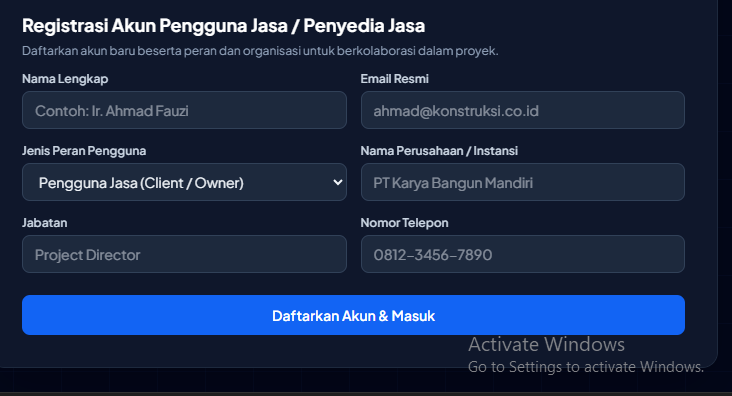 Registrasi Akun Pengguna Jasa / Penyedia Jasa
Daftarkan akun baru beserta peran dan organisasi untuk berkolaborasi dalam proyek.
Nama Lengkap
Email Resmi
Contoh: Ir. Ahmad Fauzi
ahmad@konstruksi.co.id
Jenis Peran Pengguna
Nama Perusahaan / Instansi
Pengguna Jasa (Client / Owner)
PT Karya Bangun Mandiri
Jabatan
Nomor Telepon
Project Director
0812-3456-7890
Daftarkan Akun & Masuk
Activate Windows
Go to Settings to activate Windows.